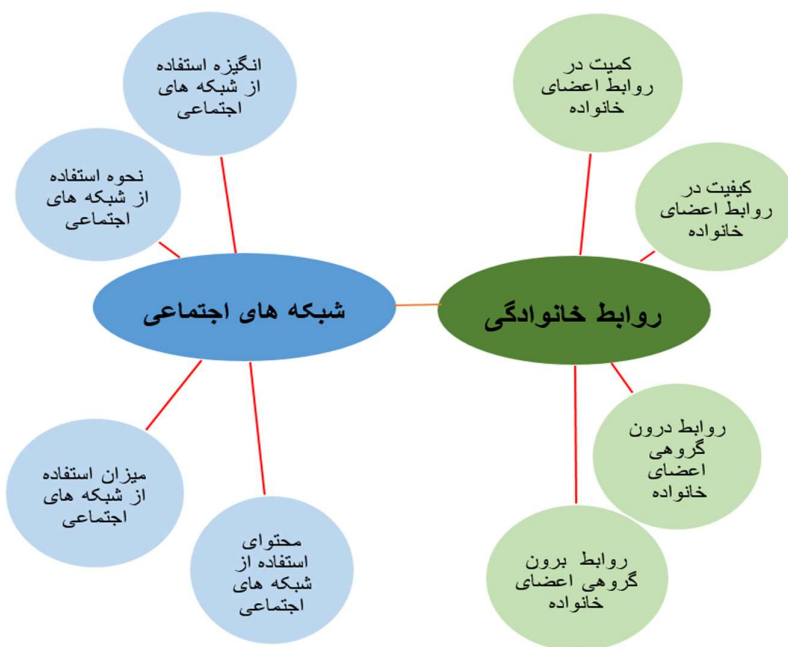 انگیزه استفاده
از شبکه های
اجتماعی
نحوه استفاده
از شبکه های
اجتماعی
شبکه های اجتماعی
میزان استفاده
از شبکه های
اجتماعی
محتوای
استفاده از
شبکه های
اجتماعی
کمیت در
روابط اعضای
خانواده
کیفیت در
روابط اعضای
خانواده
روابط خانوادگی
روابط درون
گروهی
اعضای
خانواده
روابط برون
گروهی اعضای
خانواده